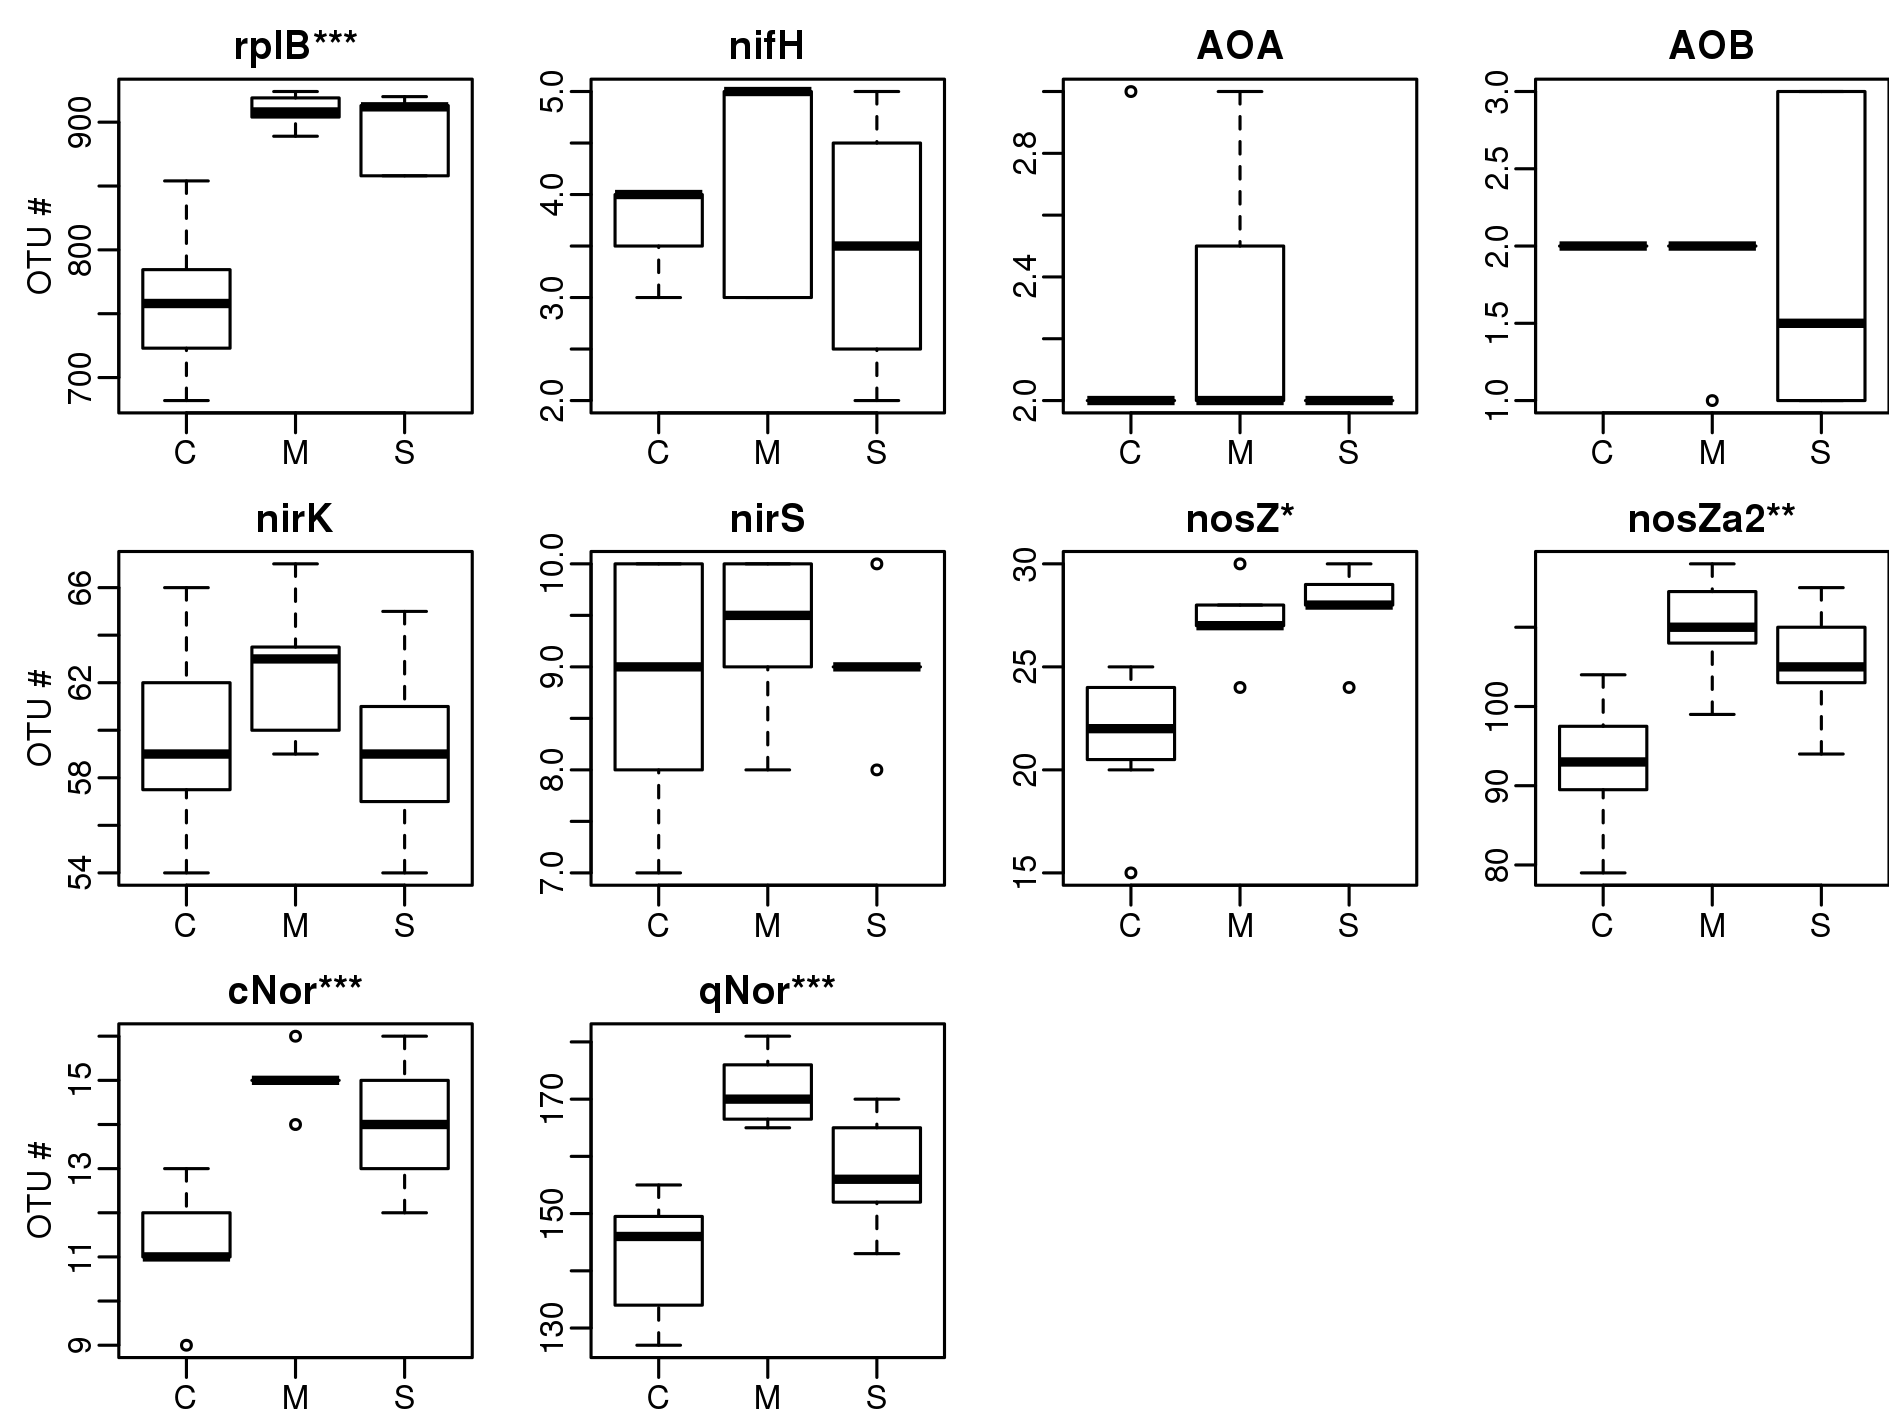 rplB*** nifH AOA AOB
OTU #
700 800 900
C M S
2.0 3.0 4.0 5.0
C M S
2.0 2.4 2.8
C M S
1.0 1.5 2.0 2.5 3.0
C M S
nirK nirS nosZ* nosZa2**
OTU #
54 58 62 66
C M S
7.0 8.0 9.0 10.0
C M S
15 20 25 30
C M S
80 90 100
C M S
cNor*** qNor***
OTU #
9 11 13 15
C M S
130 150 170
C M S